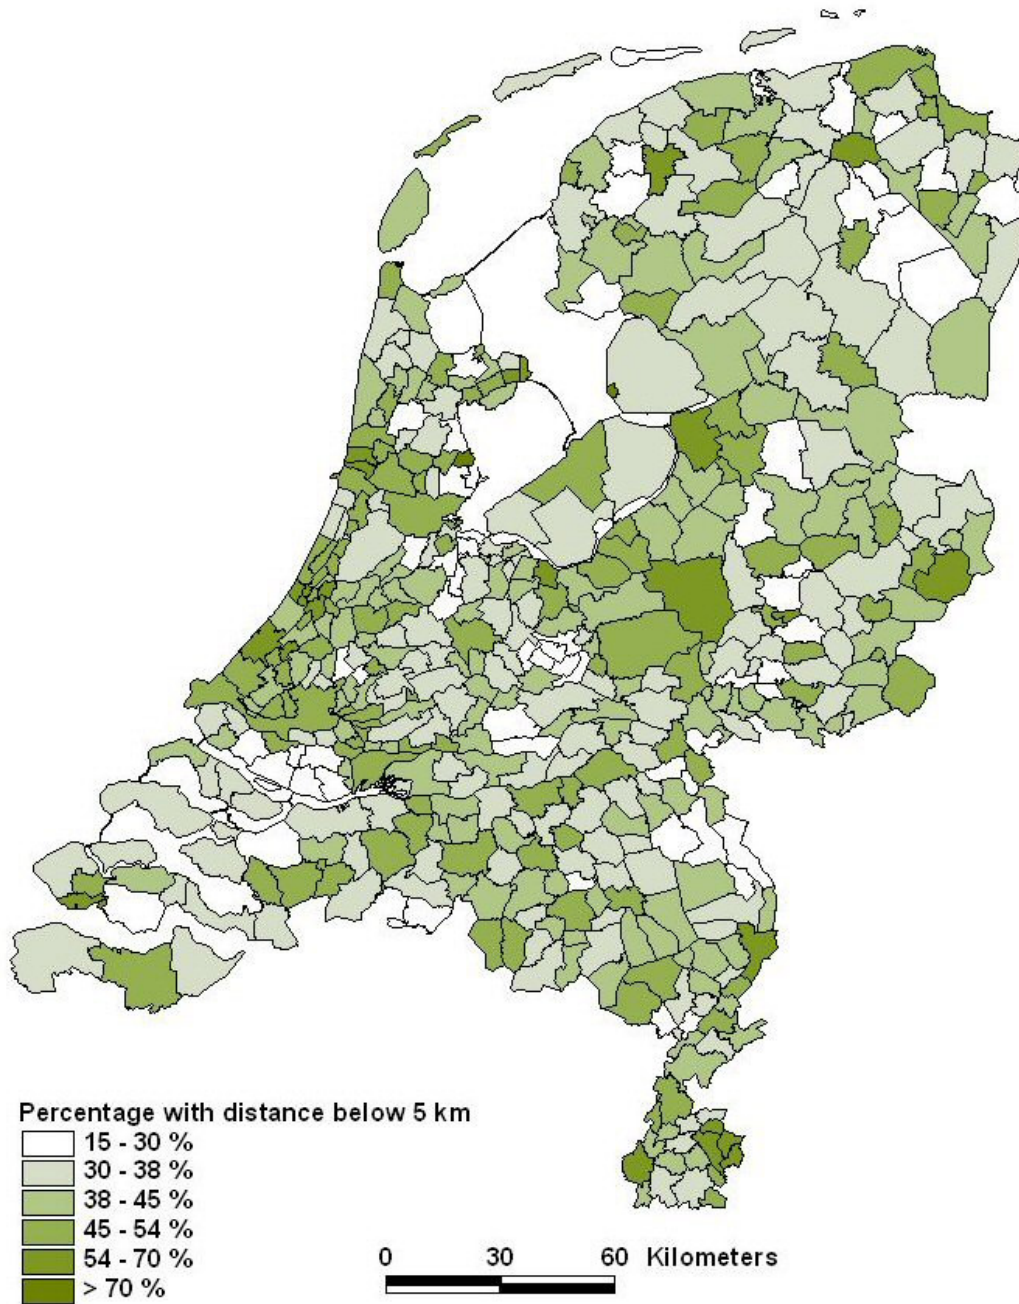 Percentage with distance below 5 km
15 - 30 %
30 - 38 %
38 - 45 %
45 - 54 %
54 - 70 %
> 70 %
0 30 60 Kilometers